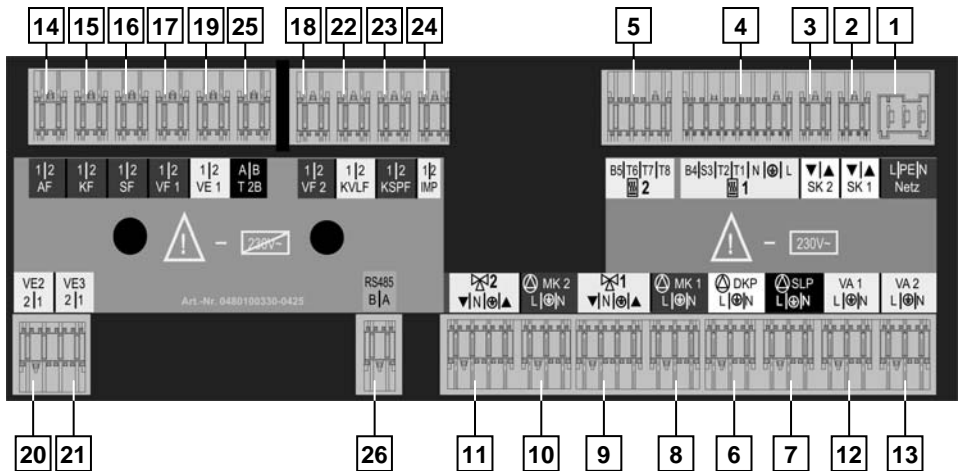 14 15 16 17 19 25 18 22 23 24 5 4 3 2 1
1|2 1|2 1|2 1|2 1|2 A|B 1|2 1|2 1|2 1|2 B5|T6|T7|T8 B4|S3|T2|T1|N|⏚|L ▼|▲ ▼|▲ L|PE|N
AF KF SF VF 1 VE 1 T 2B VF 2 KVLF KSPF IMP 2 1 SK 2 SK 1 Netz
! - 230V~ ! - 230V~
VE2 VE3 RS485 2 MK 2 1 MK 1 DKP SLP VA 1 VA 2
2|1 2|1 B|A ▼|N|⏚|▲ L|⏚|N ▼|N|⏚|▲ L|⏚|N L|⏚|N L|⏚|N L|⏚|N L|⏚|N
Art.-Nr. 0480100330-0425
20 21 26 11 10 9 8 6 7 12 13